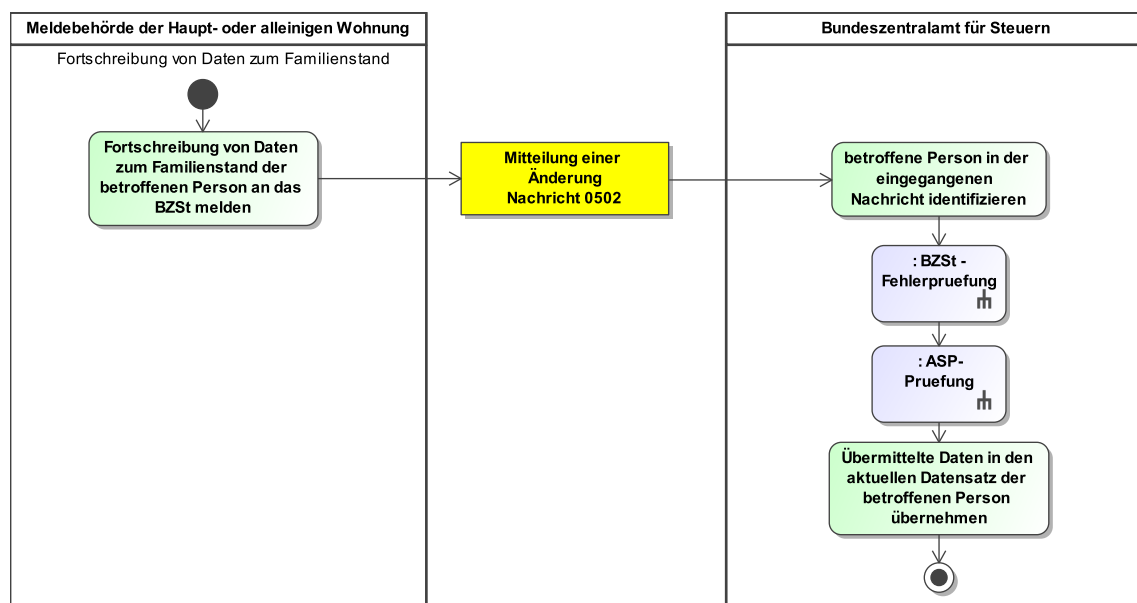 Meldebehörde der Haupt- oder alleinigen Wohnung
Fortschreibung von Daten zum Familienstand
Fortschreibung von Daten
zum Familienstand der
betroffenen Person an das
BZSt melden
Mitteilung einer
Änderung
Nachricht 0502
Bundeszentralamt für Steuern
betroffene Person in der
eingegangenen
Nachricht identifizieren
: BZSt -
Fehlerpruefung
: ASP-
Pruefung
Übermittelte Daten in den
aktuellen Datensatz der
betroffenen Person
übernehmen